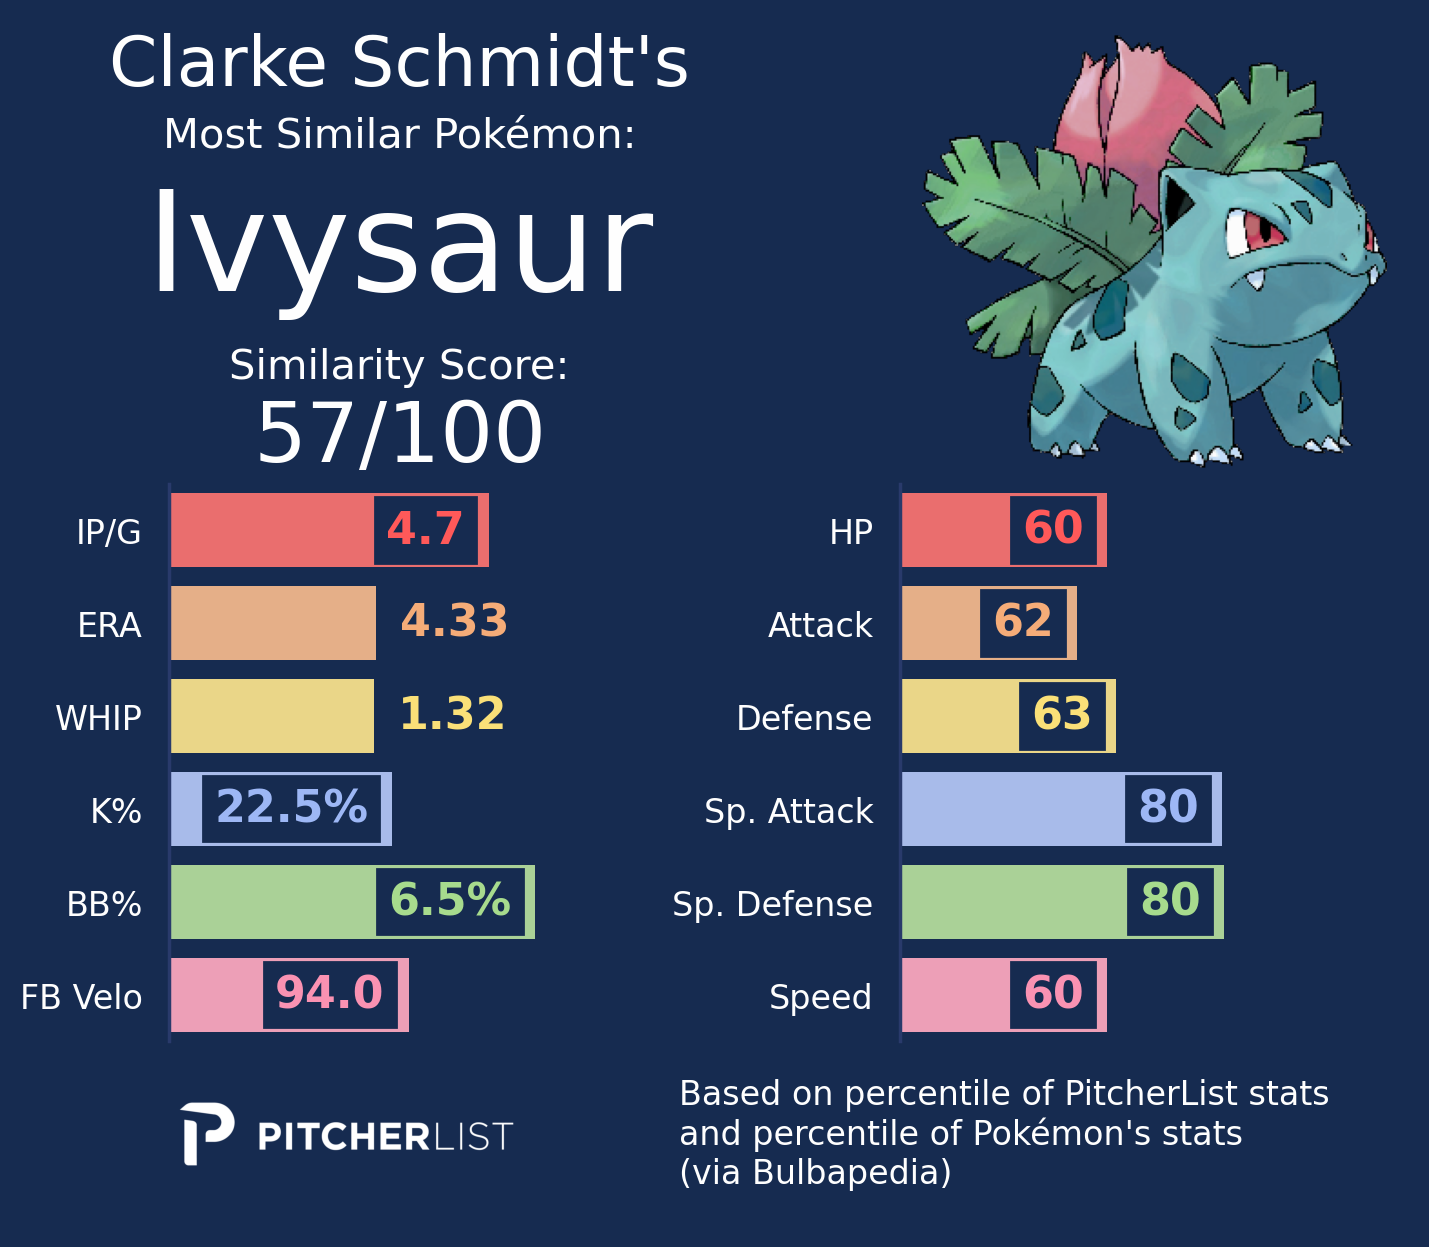 Clarke Schmidt's
Most Similar Pokémon:
Ivysaur
Similarity Score:
57/100
IP/G 4.7
ERA 4.33
WHIP 1.32
K% 22.5%
BB% 6.5%
FB Velo 94.0
HP 60
Attack 62
Defense 63
Sp. Attack 80
Sp. Defense 80
Speed 60
PITCHERLIST
Based on percentile of PitcherList stats
and percentile of Pokémon's stats
(via Bulbapedia)